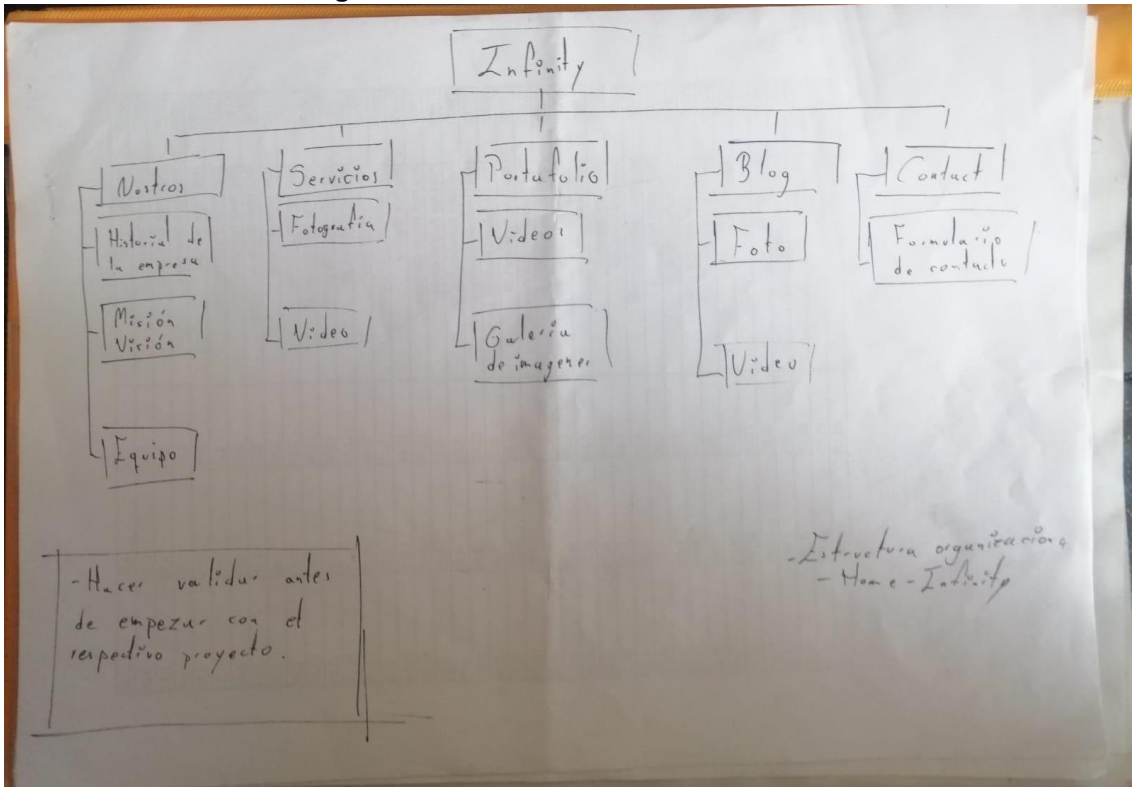 Infinity
Nostros
Servicios
Portafolio
Blog
Contact
Historial de
la empresa
Fotografía
Videos
Foto
Formulario
de contacto
Misión
Visión
Video
Galeria
de imagenes
Video
Equipo
- Hacer validar antes
de empezar con el
respectivo proyecto.
- Estructura organizaciona
- Home - Infinity